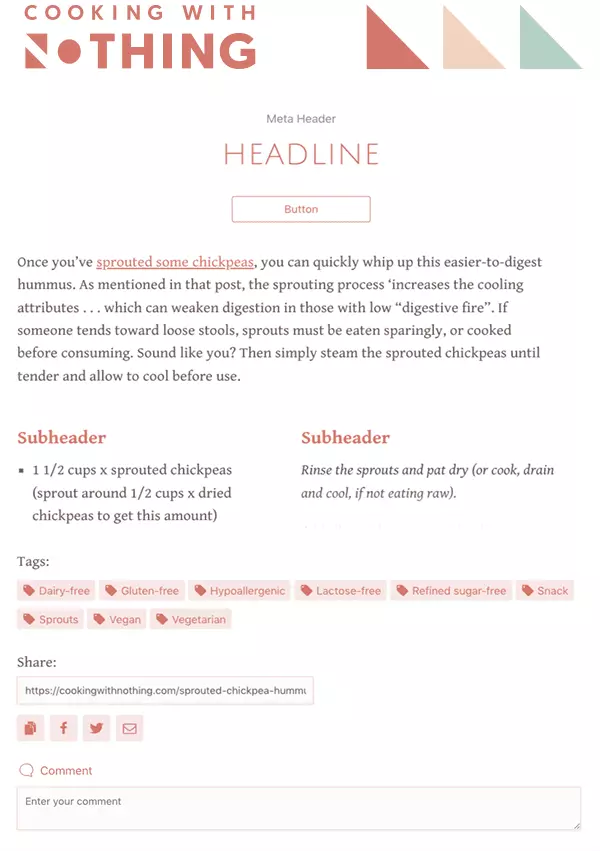 COOKING WITH
NOTHING
Meta Header
HEADLINE
Button
Once you’ve sprouted some chickpeas, you can quickly whip up this easier-to-digest
hummus. As mentioned in that post, the sprouting process ‘increases the cooling
attributes . . . which can weaken digestion in those with low “digestive fire”. If
someone tends toward loose stools, sprouts must be eaten sparingly, or cooked
before consuming. Sound like you? Then simply steam the sprouted chickpeas until
tender and allow to cool before use.
Subheader
▪ 1 1/2 cups x sprouted chickpeas
(sprout around 1/2 cups x dried
chickpeas to get this amount)
Subheader
Rinse the sprouts and pat dry (or cook, drain
and cool, if not eating raw).
Tags:
Dairy-free Gluten-free Hypoallergenic Lactose-free Refined sugar-free Snack
Sprouts Vegan Vegetarian
Share:
https://cookingwithnothing.com/sprouted-chickpea-hummu
Comment
Enter your comment